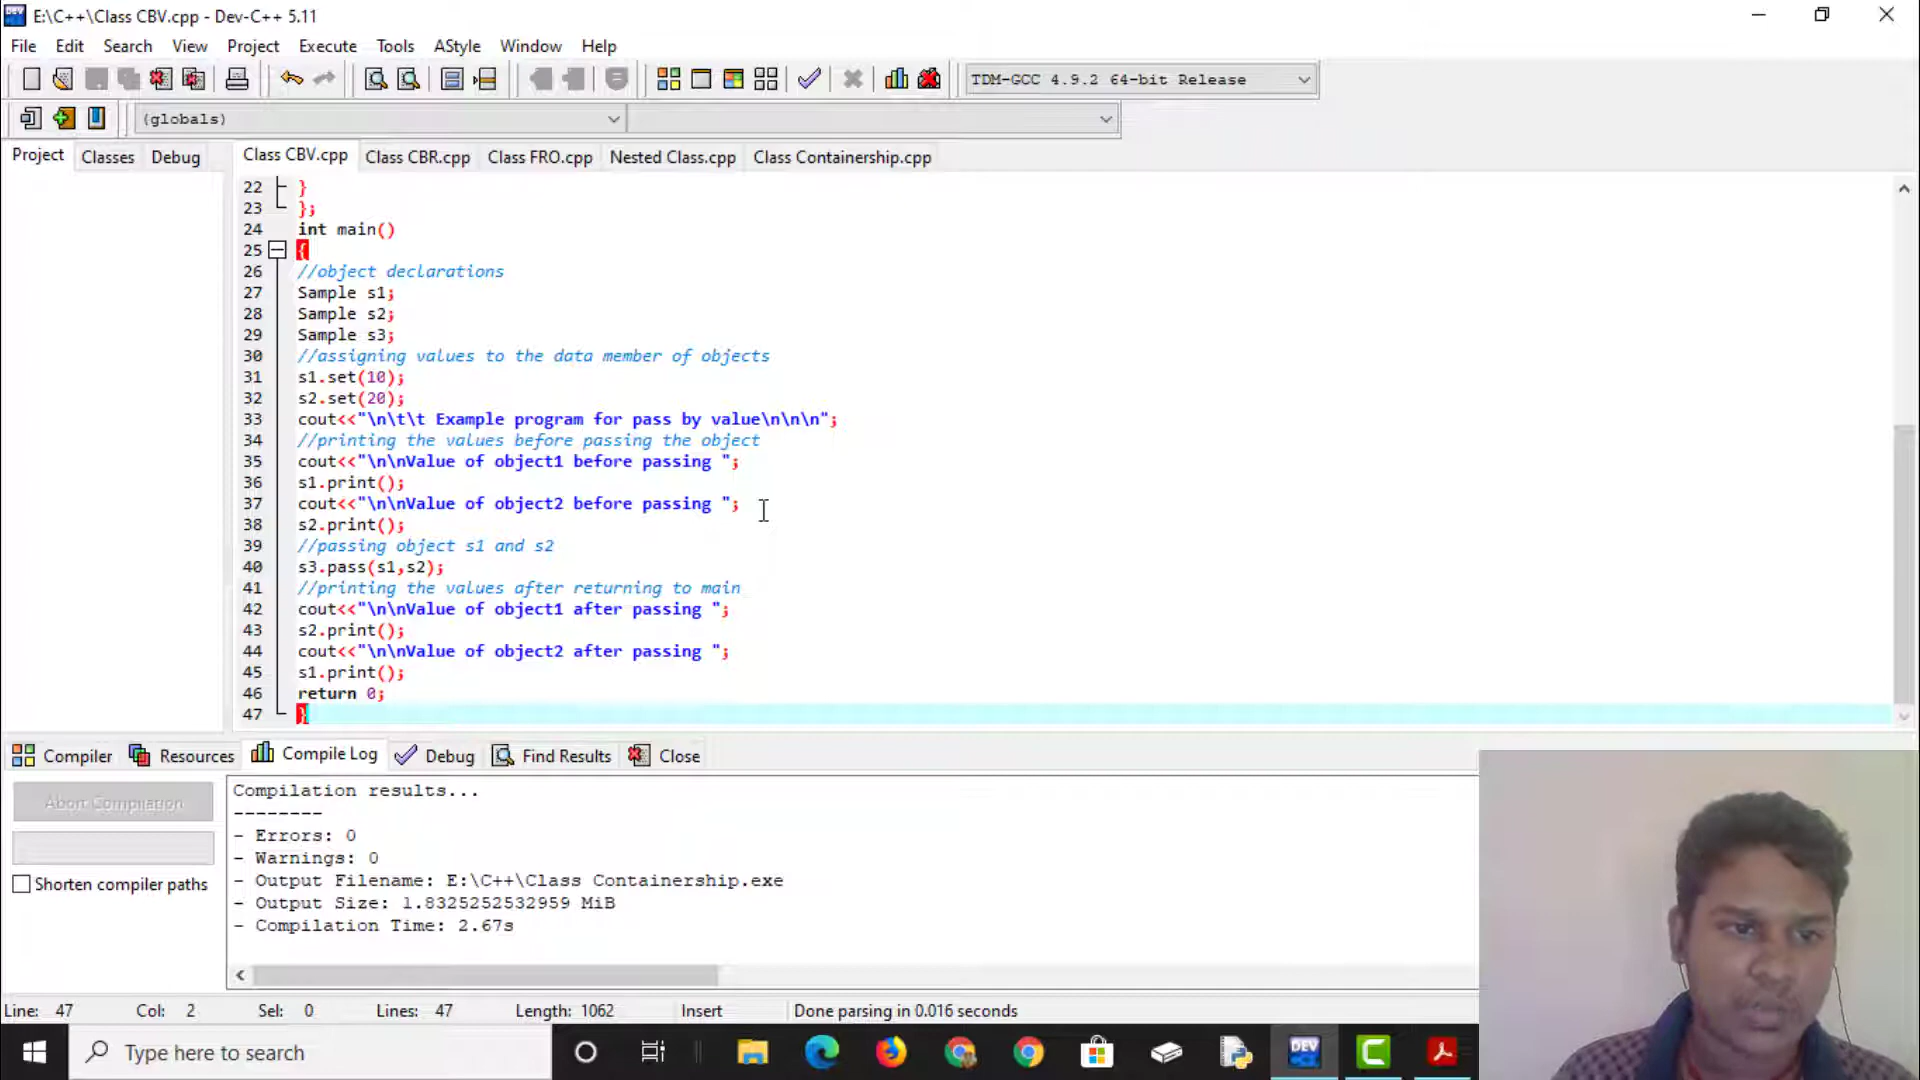 E:\C++\Class CBV.cpp - Dev-C++ 5.11
File Edit Search View Project Execute Tools AStyle Window Help
TDM-GCC 4.9.2 64-bit Release
(globals)
Project Classes Debug Class CBV.cpp Class CBR.cpp Class FRO.cpp Nested Class.cpp Class Containership.cpp
22 }
23 };
24 int main()
25 {
26 //object declarations
27 Sample s1;
28 Sample s2;
29 Sample s3;
30 //assigning values to the data member of objects
31 s1.set(10);
32 s2.set(20);
33 cout<<"\n\t\t Example program for pass by value\n\n\n";
34 //printing the values before passing the object
35 cout<<"\n\nValue of object1 before passing ";
36 s1.print();
37 cout<<"\n\nValue of object2 before passing ";
38 s2.print();
39 //passing object s1 and s2
40 s3.pass(s1,s2);
41 //printing the values after returning to main
42 cout<<"\n\nValue of object1 after passing ";
43 s2.print();
44 cout<<"\n\nValue of object2 after passing ";
45 s1.print();
46 return 0;
47 }
Compiler Resources Compile Log Debug Find Results Close
Abort Compilation
Shorten compiler paths
Compilation results...
--------
- Errors: 0
- Warnings: 0
- Output Filename: E:\C++\Class Containership.exe
- Output Size: 1.8325252532959 MiB
- Compilation Time: 2.67s
Line: 47 Col: 2 Sel: 0 Lines: 47 Length: 1062 Insert Done parsing in 0.016 seconds
Type here to search
DEV